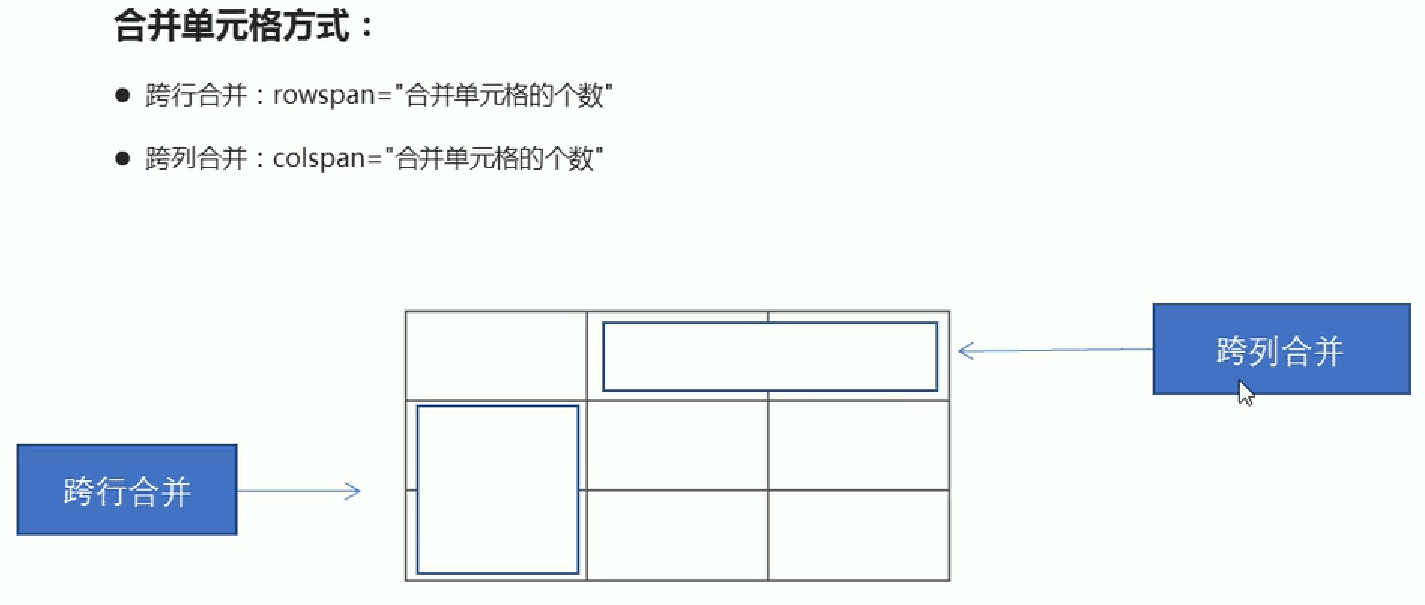 合并单元格方式：
● 跨行合并：rowspan="合并单元格的个数"
● 跨列合并：colspan="合并单元格的个数"
跨列合并
跨行合并